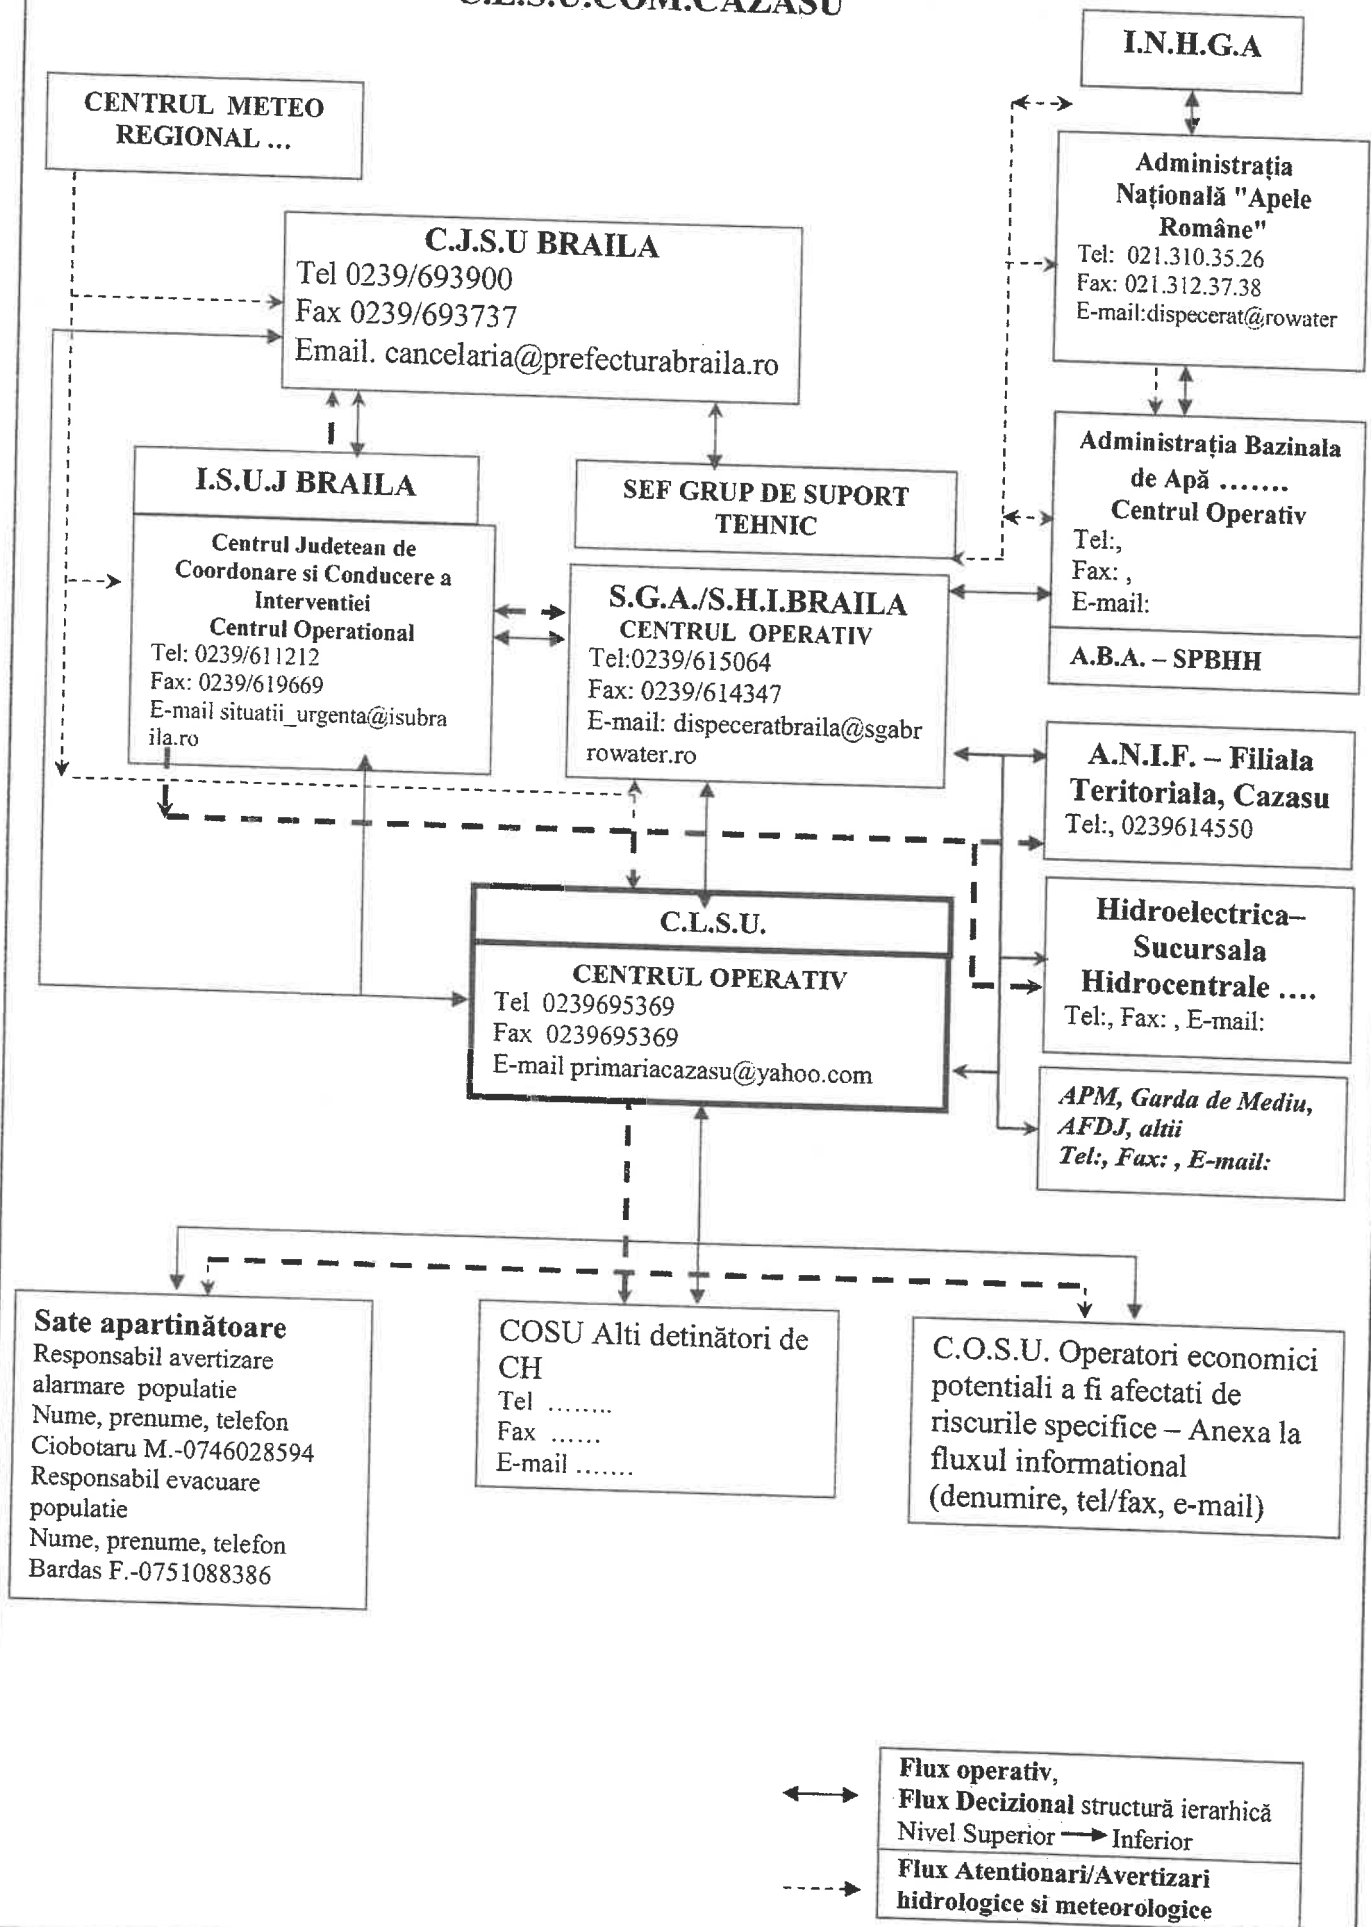 C.L.S.U.COM.CAZASU
I.N.H.G.A
CENTRUL METEO
REGIONAL ...
Administrația
Națională "Apele
Române"
Tel: 021.310.35.26
Fax: 021.312.37.38
E-mail:dispecerat@rowater
C.J.S.U BRAILA
Tel 0239/693900
Fax 0239/693737
Email. cancelaria@prefecturabraila.ro
Administrația Bazinala
de Apă .......
Centrul Operativ
Tel:,
Fax: ,
E-mail:
A.B.A. – SPBHH
I.S.U.J BRAILA
Centrul Judetean de
Coordonare si Conducere a
Interventiei
Centrul Operational
Tel: 0239/611212
Fax: 0239/619669
E-mail situatii_urgenta@isubra
ila.ro
SEF GRUP DE SUPORT
TEHNIC
S.G.A./S.H.I.BRAILA
CENTRUL OPERATIV
Tel:0239/615064
Fax: 0239/614347
E-mail: dispeceratbraila@sgabr
rowater.ro
A.N.I.F. – Filiala
Teritoriala, Cazasu
Tel:, 0239614550
C.L.S.U.
CENTRUL OPERATIV
Tel 0239695369
Fax 0239695369
E-mail primariacazasu@yahoo.com
Hidroelectrica–
Sucursala
Hidrocentrale ....
Tel:, Fax: , E-mail:
APM, Garda de Mediu,
AFDJ, altii
Tel:, Fax: , E-mail:
Sate apartinătoare
Responsabil avertizare
alarmare populatie
Nume, prenume, telefon
Ciobotaru M.-0746028594
Responsabil evacuare
populatie
Nume, prenume, telefon
Bardas F.-0751088386
COSU Alti detinători de
CH
Tel ........
Fax ......
E-mail .......
C.O.S.U. Operatori economici
potentiali a fi afectati de
riscurile specifice – Anexa la
fluxul informational
(denumire, tel/fax, e-mail)
Flux operativ,
Flux Decizional structură ierarhică
Nivel Superior → Inferior
Flux Atentionari/Avertizari
hidrologice si meteorologice